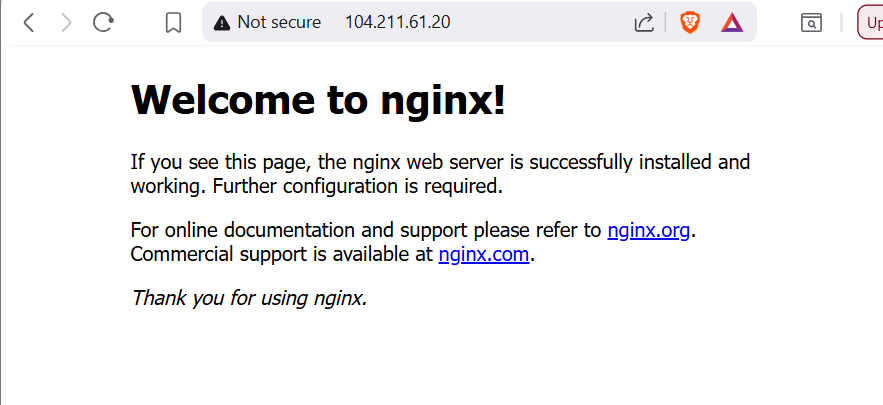 Not secure 104.211.61.20
Up
Welcome to nginx!
If you see this page, the nginx web server is successfully installed and
working. Further configuration is required.
For online documentation and support please refer to nginx.org.
Commercial support is available at nginx.com.
Thank you for using nginx.